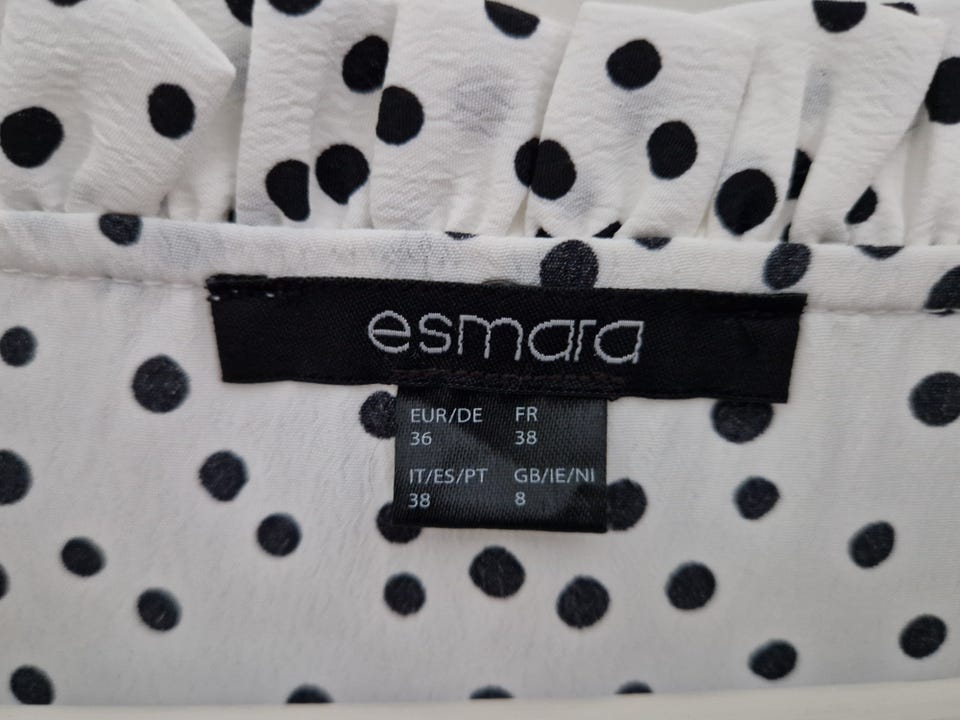 esmara
EUR/DE FR
36 38
IT/ES/PT GB/IE/NI
38 8